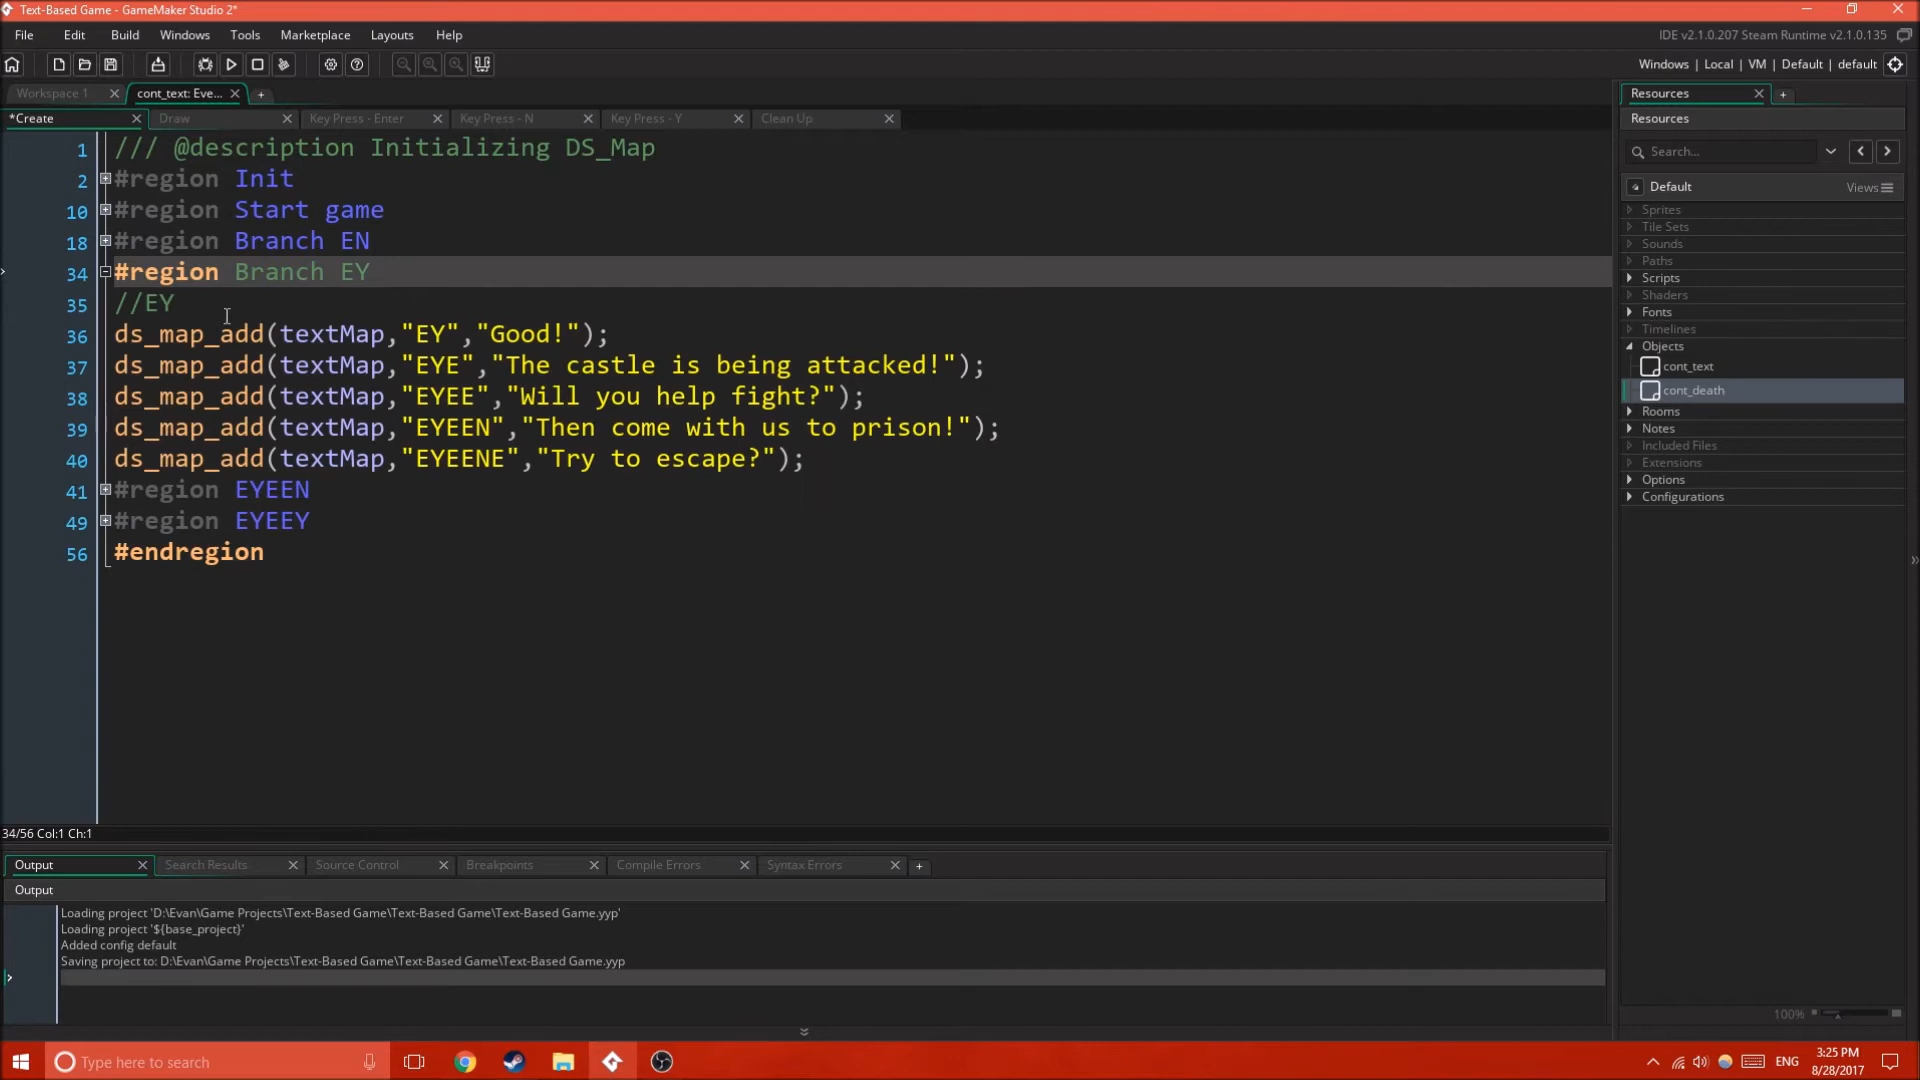 Text-Based Game - GameMaker Studio 2*
File Edit Build Windows Tools Marketplace Layouts Help
IDE v2.1.0.207 Steam Runtime v2.1.0.135
Windows | Local | VM | Default | default
Workspace 1 cont_text: Eve...
Resources
*Create Draw Key Press - Enter Key Press - N Key Press - Y Clean Up
Resources
Search...
Default Views
Sprites
Tile Sets
Sounds
Paths
Scripts
Shaders
Fonts
Timelines
Objects
cont_text
cont_death
Rooms
Notes
Included Files
Extensions
Options
Configurations
100%
1 /// @description Initializing DS_Map
2 #region Init
10 #region Start game
18 #region Branch EN
34 #region Branch EY
35 //EY
36 ds_map_add(textMap,"EY","Good!");
37 ds_map_add(textMap,"EYE","The castle is being attacked!");
38 ds_map_add(textMap,"EYEE","Will you help fight?");
39 ds_map_add(textMap,"EYEEN","Then come with us to prison!");
40 ds_map_add(textMap,"EYEENE","Try to escape?");
41 #region EYEEN
49 #region EYEEY
56 #endregion
34/56 Col:1 Ch:1
Output Search Results Source Control Breakpoints Compile Errors Syntax Errors
Output
Loading project 'D:\Evan\Game Projects\Text-Based Game\Text-Based Game\Text-Based Game.yyp'
Loading project '${base_project}'
Added config default
Saving project to: D:\Evan\Game Projects\Text-Based Game\Text-Based Game\Text-Based Game.yyp
Type here to search
ENG
3:25 PM
8/28/2017